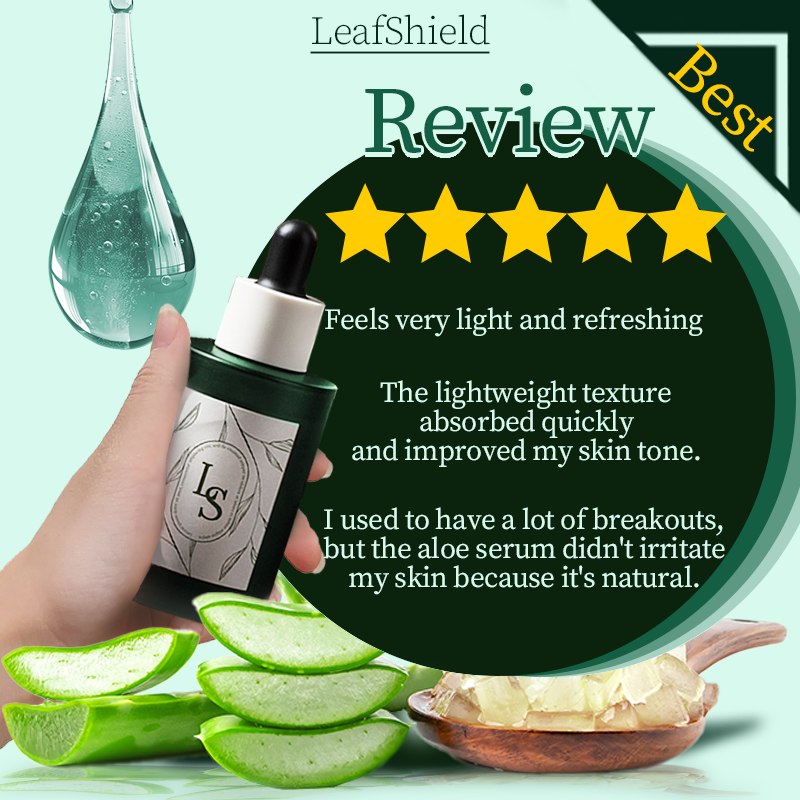 LeafShield
Best
Review
Feels very light and refreshing
The lightweight texture
absorbed quickly
and improved my skin tone.
I used to have a lot of breakouts,
but the aloe serum didn't irritate
my skin because it's natural.
LS